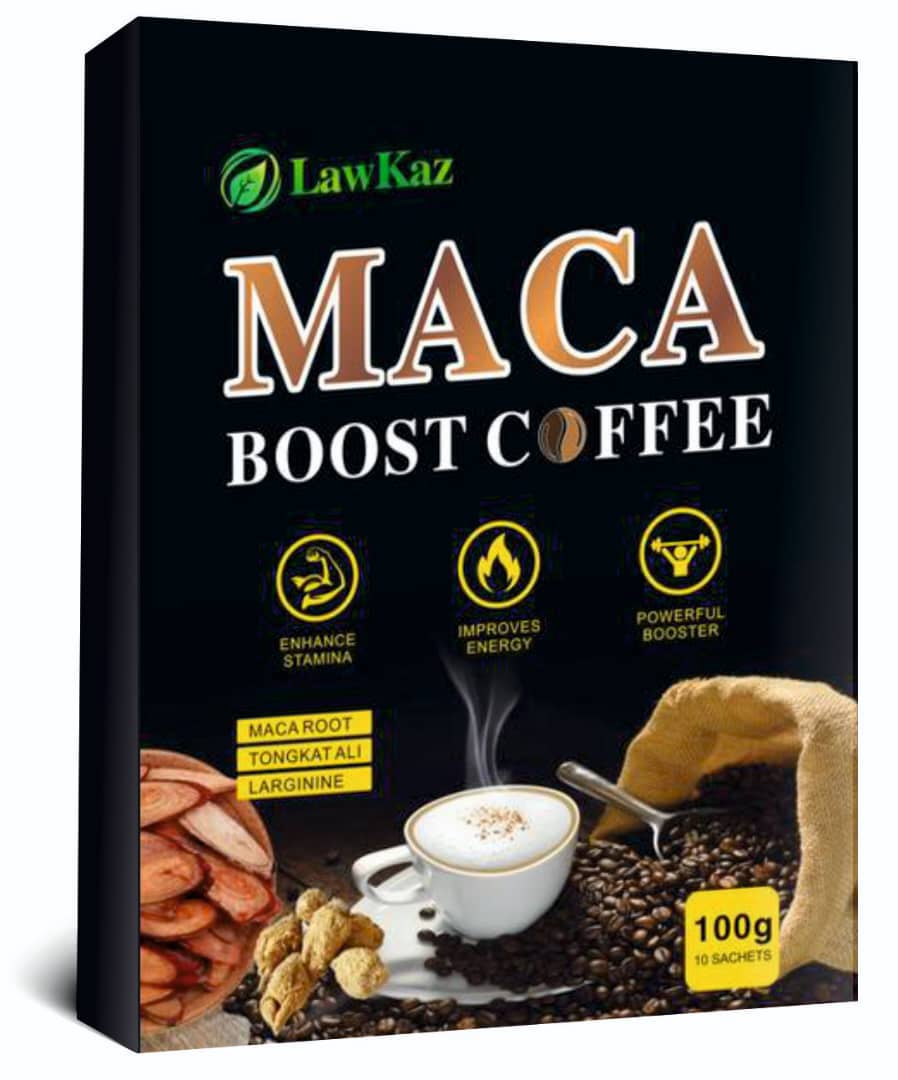 LawKaz
MACA
BOOST COFFEE
ENHANCE
STAMINA
IMPROVES
ENERGY
POWERFUL
BOOSTER
MACA ROOT
TONGKAT ALI
LARGININE
100g
10 SACHETS